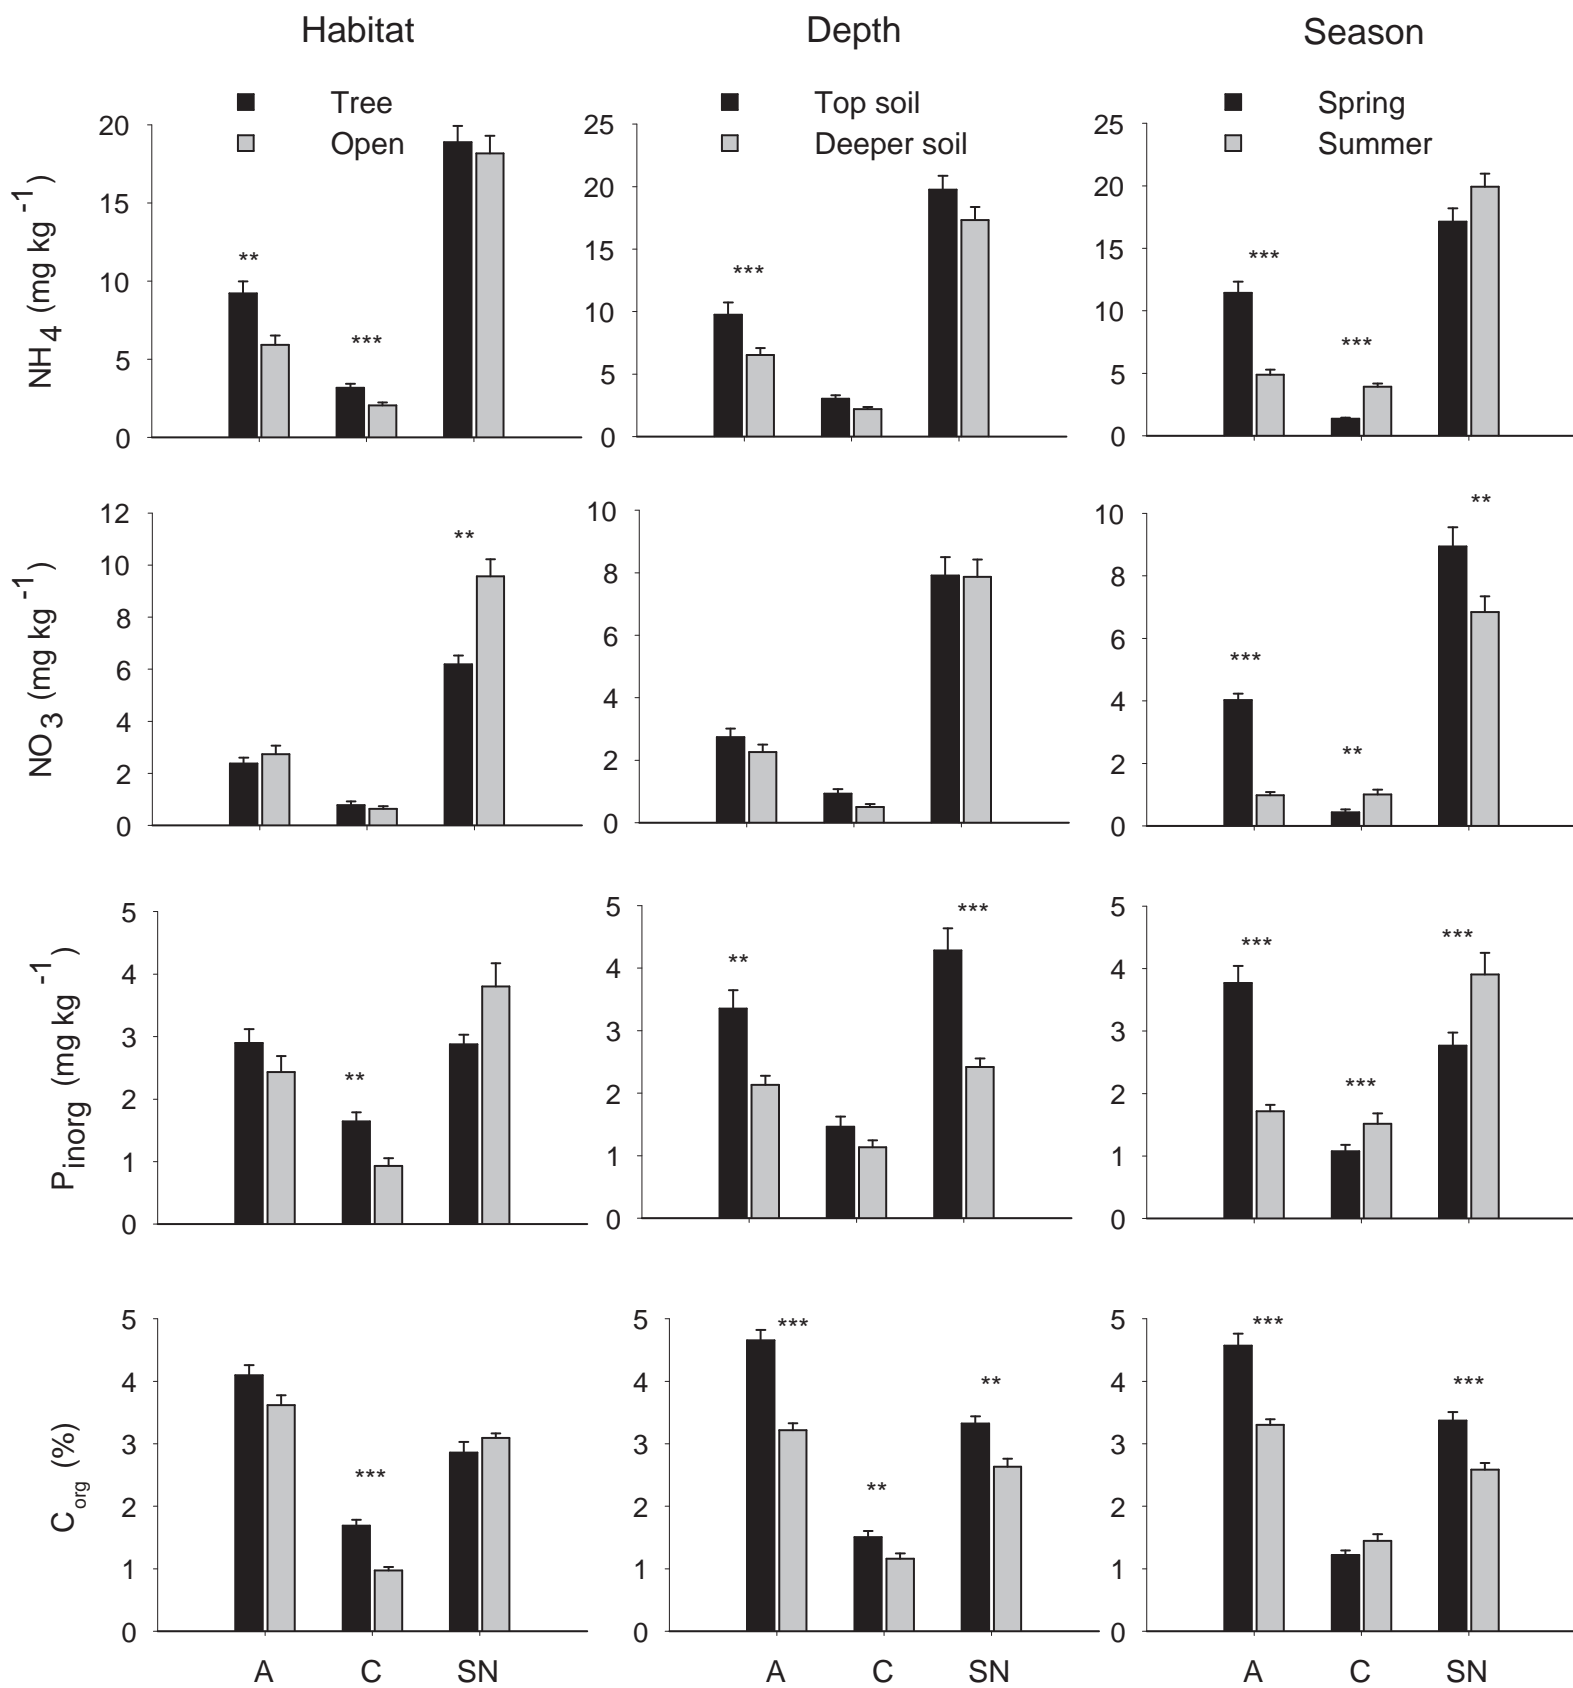 Habitat Depth Season
Tree Top soil Spring
Open Deeper soil Summer
NH4 (mg kg -1)
20 15 10 5 0
** ***
25 20 15 10 5 0
***
25 20 15 10 5 0
*** ***
NO3 (mg kg -1)
12 10 8 6 4 2 0
**
10 8 6 4 2 0
10 8 6 4 2 0
*** ** **
Pinorg (mg kg -1)
5 4 3 2 1 0
**
5 4 3 2 1 0
** ***
5 4 3 2 1 0
*** *** ***
Corg (%)
5 4 3 2 1 0
***
5 4 3 2 1 0
*** ** **
5 4 3 2 1 0
*** ***
A C SN A C SN A C SN